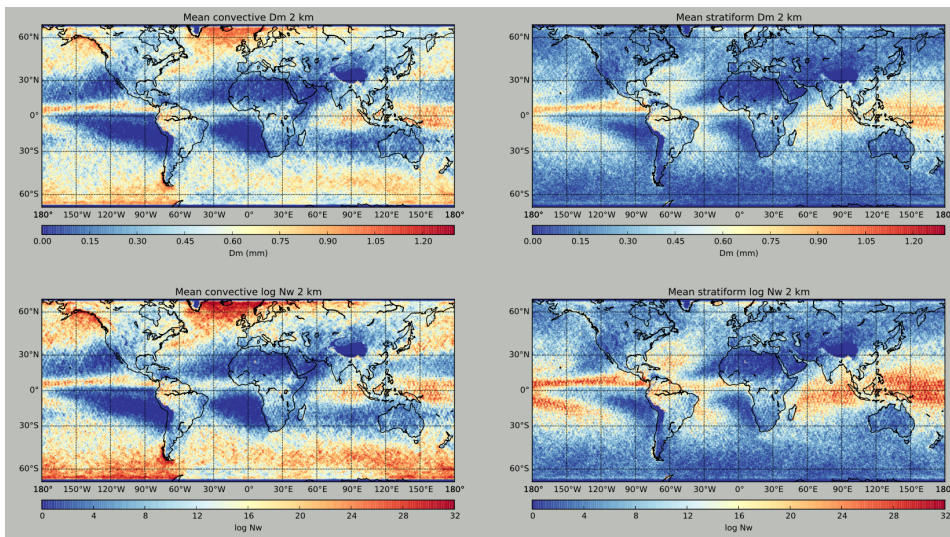 Mean convective Dm 2 km
60°N
30°N
0°
30°S
60°S
180° 150°W 120°W 90°W 60°W 30°W 0° 30°E 60°E 90°E 120°E 150°E 180°
0.00 0.15 0.30 0.45 0.60 0.75 0.90 1.05 1.20
Dm (mm)
Mean stratiform Dm 2 km
60°N
30°N
0°
30°S
60°S
180° 150°W 120°W 90°W 60°W 30°W 0° 30°E 60°E 90°E 120°E 150°E 180°
0.00 0.15 0.30 0.45 0.60 0.75 0.90 1.05 1.20
Dm (mm)
Mean convective log Nw 2 km
60°N
30°N
0°
30°S
60°S
180° 150°W 120°W 90°W 60°W 30°W 0° 30°E 60°E 90°E 120°E 150°E 180°
0 4 8 12 16 20 24 28 32
log Nw
Mean stratiform log Nw 2 km
60°N
30°N
0°
30°S
60°S
180° 150°W 120°W 90°W 60°W 30°W 0° 30°E 60°E 90°E 120°E 150°E 180°
0 4 8 12 16 20 24 28 32
log Nw